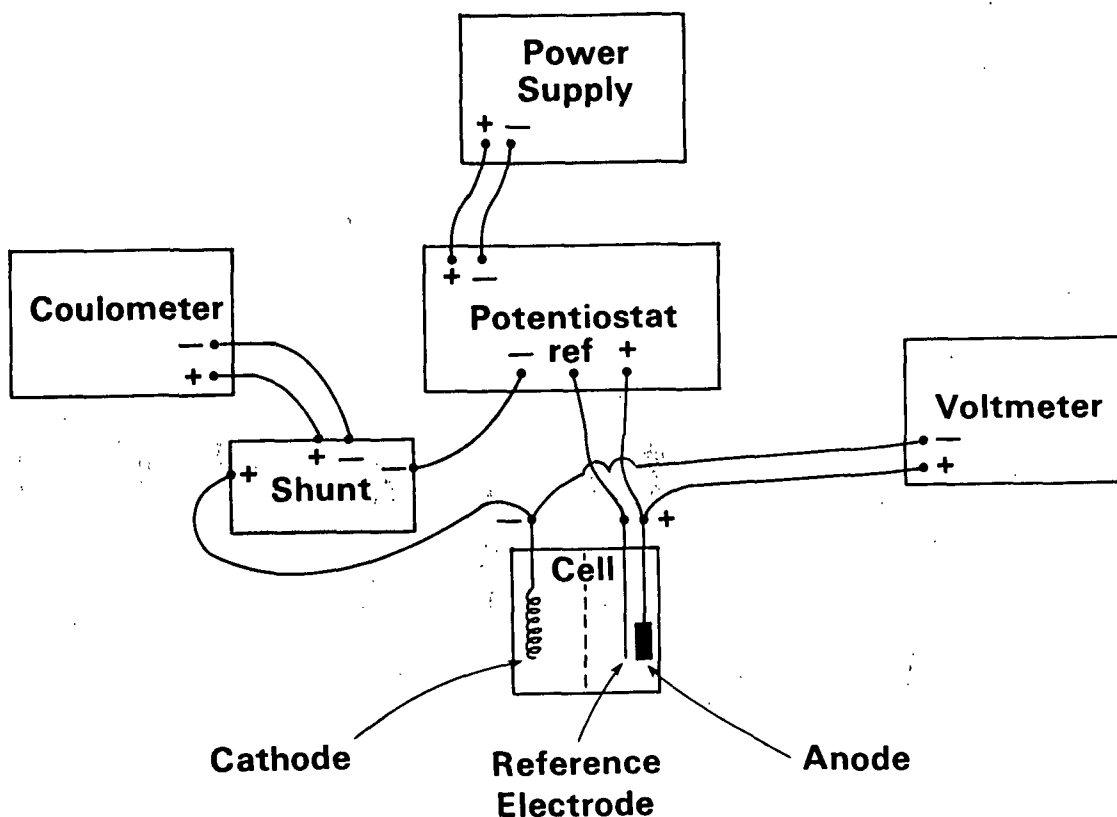 Power
Supply
+ —
+ —
Coulometer
—
+
Potentiostat
— ref +
Voltmeter
—
+
+ —
+ Shunt —
— +
Cell
Cathode
Reference
Electrode
Anode